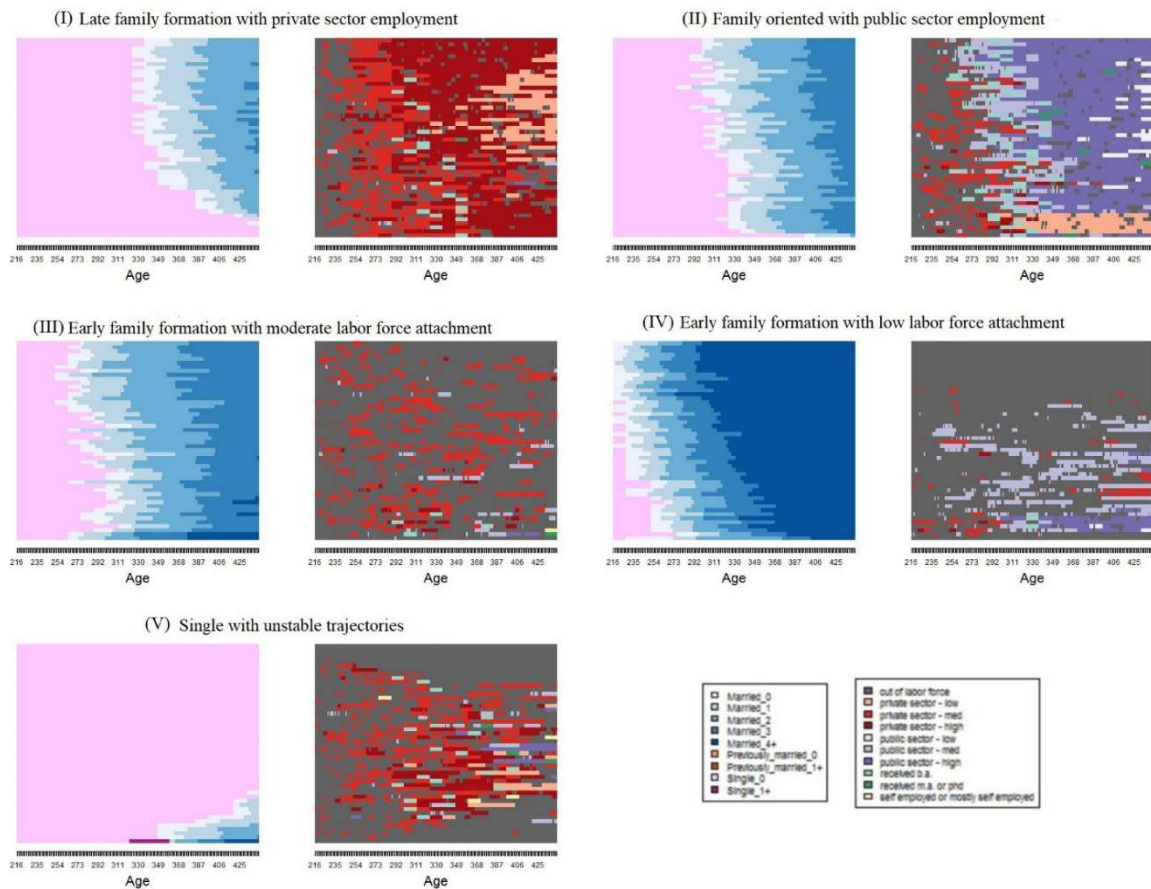 (I) Late family formation with private sector employment
(II) Family oriented with public sector employment
216 235 254 273 292 311 330 349 368 387 406 425
216 235 254 273 292 311 330 349 368 387 406 425
216 235 254 273 292 311 330 349 368 387 406 425
216 235 254 273 292 311 330 349 368 387 406 425
Age
Age
Age
Age
(III) Early family formation with moderate labor force attachment
(IV) Early family formation with low labor force attachment
216 235 254 273 292 311 330 349 368 387 406 425
216 235 254 273 292 311 330 349 368 387 406 425
216 235 254 273 292 311 330 349 368 387 406 425
216 235 254 273 292 311 330 349 368 387 406 425
Age
Age
Age
Age
(V) Single with unstable trajectories
216 235 254 273 292 311 330 349 368 387 406 425
216 235 254 273 292 311 330 349 368 387 406 425
Age
Age
Married_0
Married_1
Married_2
Married_3
Married_4+
Previously_married_0
Previously_married_1+
Single_0
Single_1+
out of labor force
private sector - low
private sector - med
private sector - high
public sector - low
public sector - med
public sector - high
received b.a.
received m.a. or phd
self employed or mostly self employed